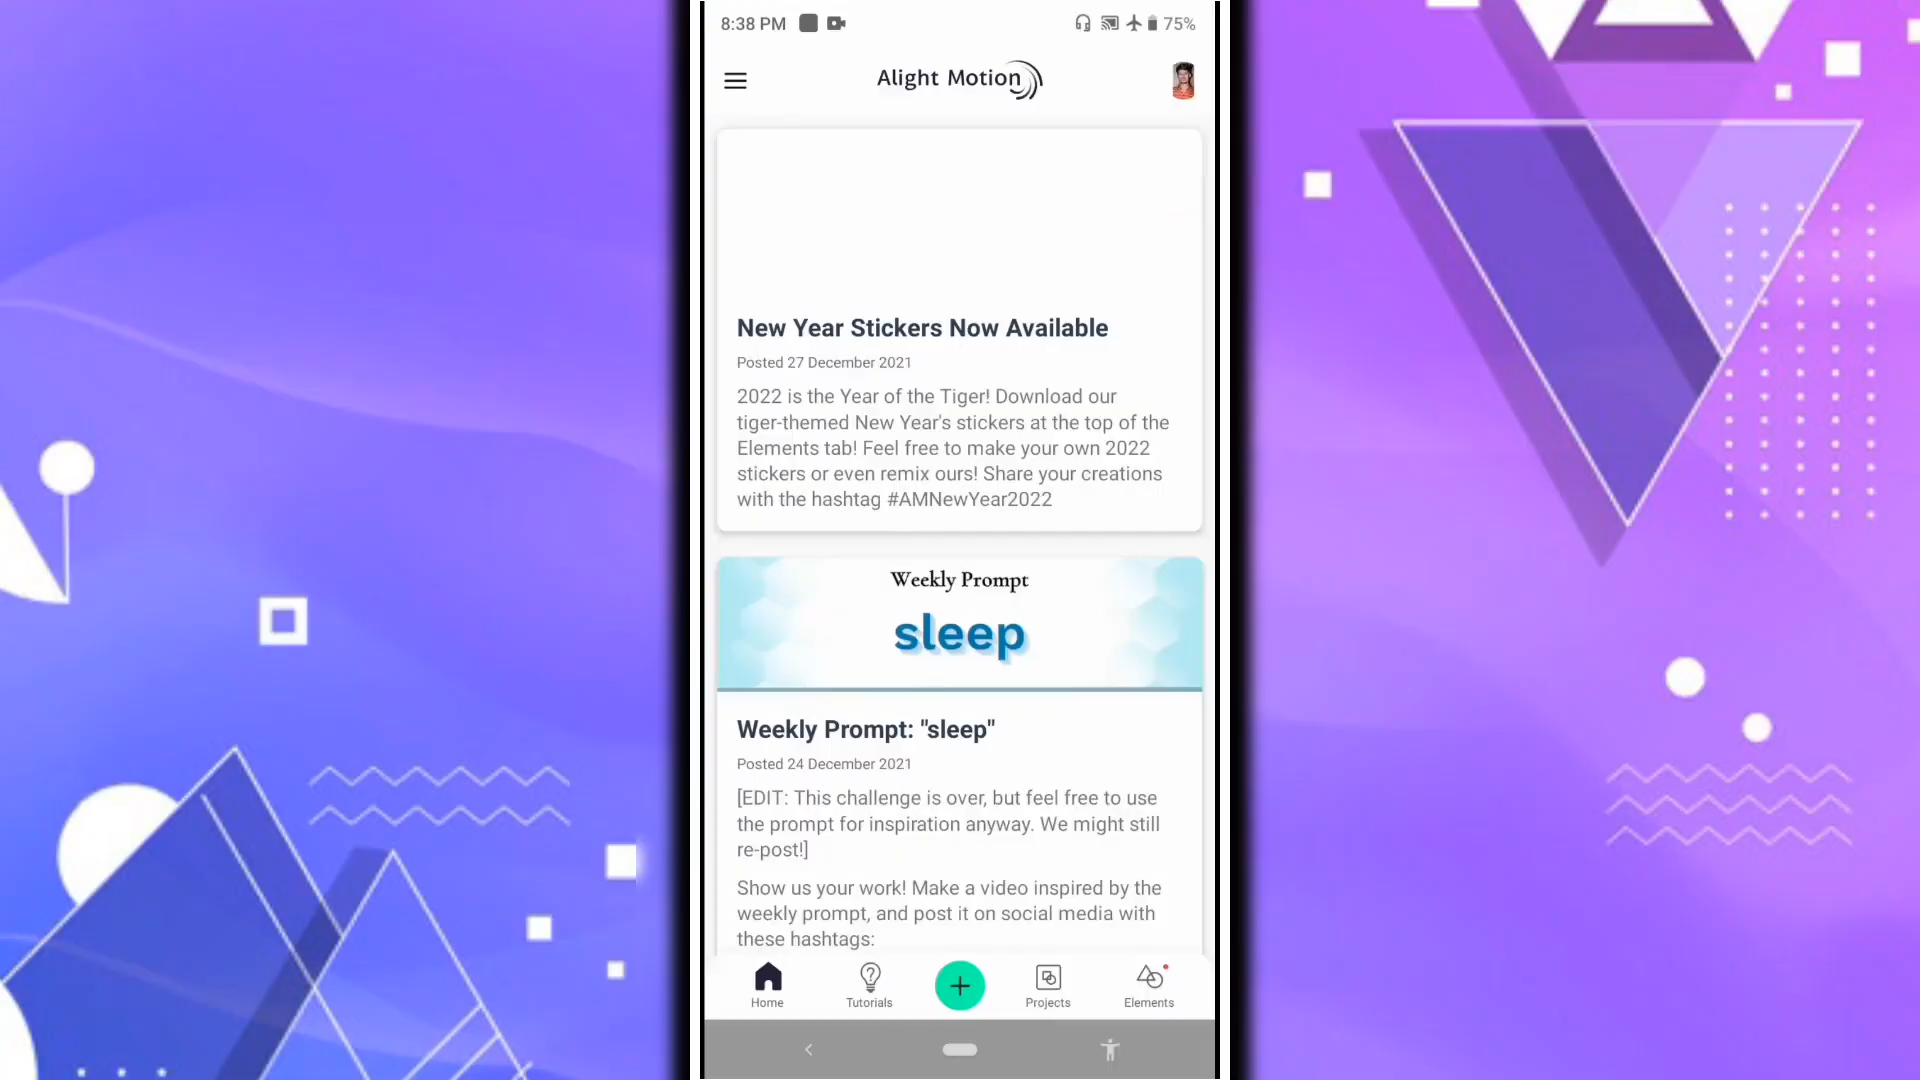 8:38 PM 75%
Alight Motion
New Year Stickers Now Available
Posted 27 December 2021
2022 is the Year of the Tiger! Download our
tiger-themed New Year's stickers at the top of the
Elements tab! Feel free to make your own 2022
stickers or even remix ours! Share your creations
with the hashtag #AMNewYear2022
Weekly Prompt
sleep
Weekly Prompt: "sleep"
Posted 24 December 2021
[EDIT: This challenge is over, but feel free to use
the prompt for inspiration anyway. We might still
re-post!]
Show us your work! Make a video inspired by the
weekly prompt, and post it on social media with
these hashtags:
Home Tutorials Projects Elements